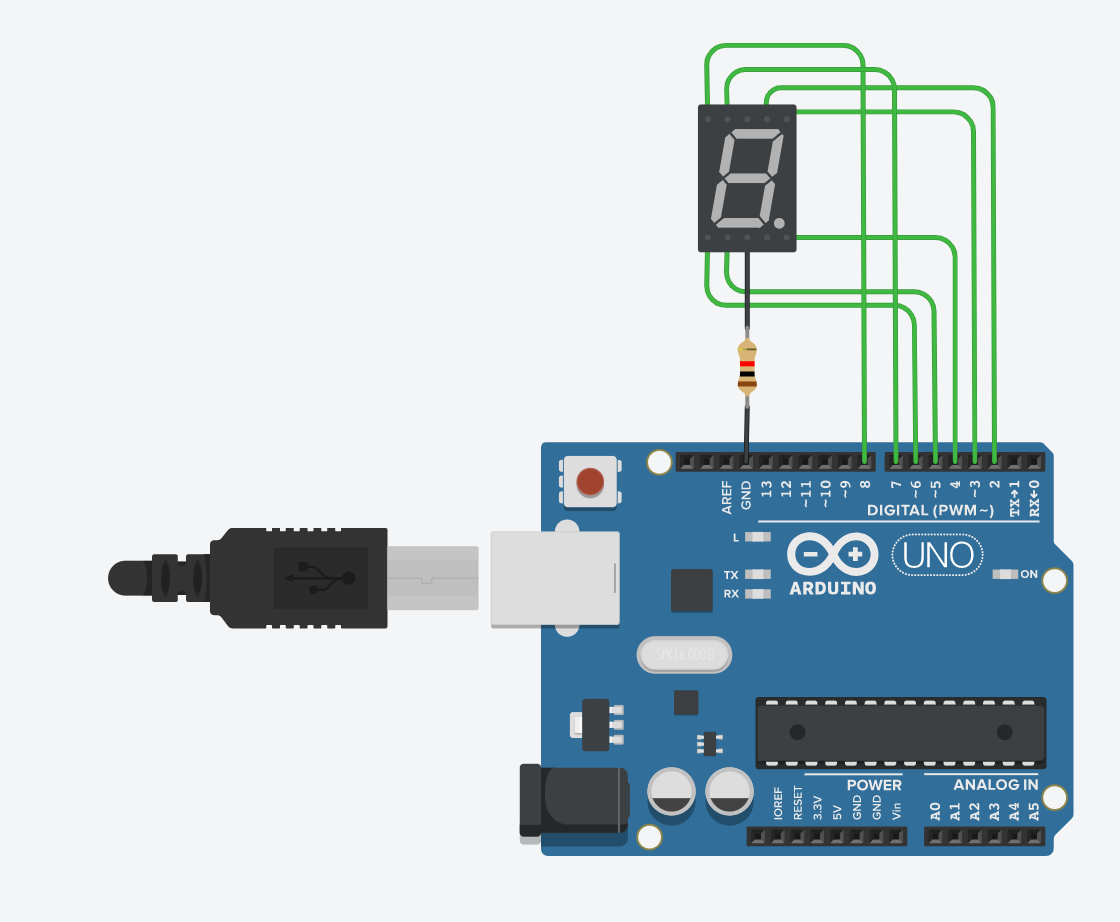 AREF
GND
13
12
~11
~10
~9
8
7
~6
~5
4
~3
2
TX→1
RX←0
DIGITAL (PWM~)
L
TX
RX
UNO
ARDUINO
ON
SPK16.000G
POWER
ANALOG IN
IOREF
RESET
3.3V
5V
GND
GND
Vin
A0
A1
A2
A3
A4
A5